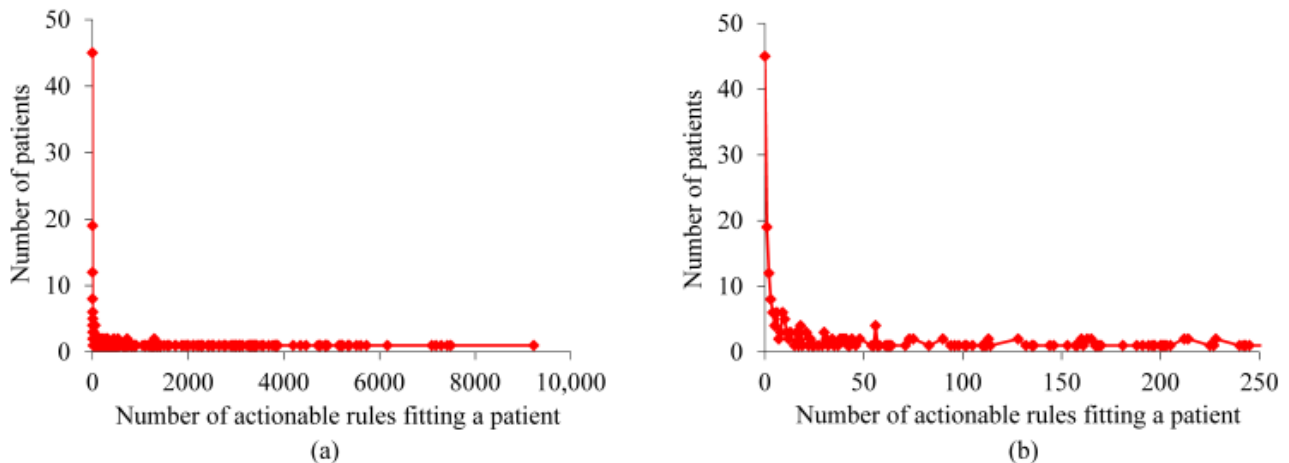 Number of patients
50
40
30
20
10
0
0 2000 4000 6000 8000 10,000
Number of actionable rules fitting a patient
(a)
Number of patients
50
40
30
20
10
0
0 50 100 150 200 250
Number of actionable rules fitting a patient
(b)